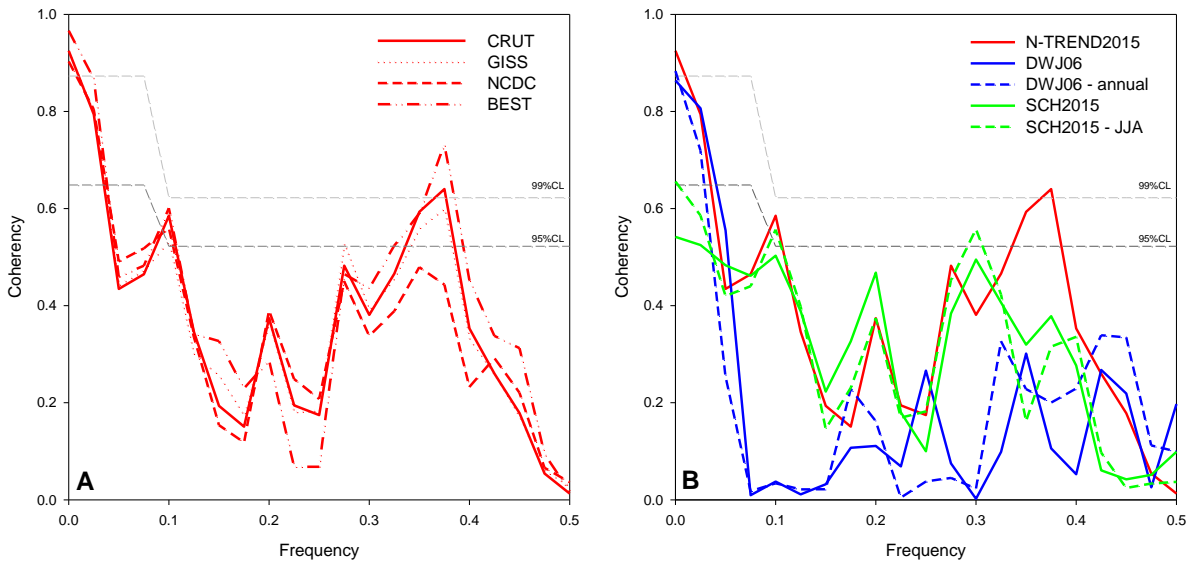 1.0
0.8
0.6
0.4
0.2
0.0
Coherency
CRUT
GISS
NCDC
BEST
99%CL
95%CL
A
0.0
0.1
0.2
0.3
0.4
0.5
Frequency
1.0
0.8
0.6
0.4
0.2
0.0
Coherency
N-TREND2015
DWJ06
DWJ06 - annual
SCH2015
SCH2015 - JJA
99%CL
95%CL
B
0.0
0.1
0.2
0.3
0.4
0.5
Frequency